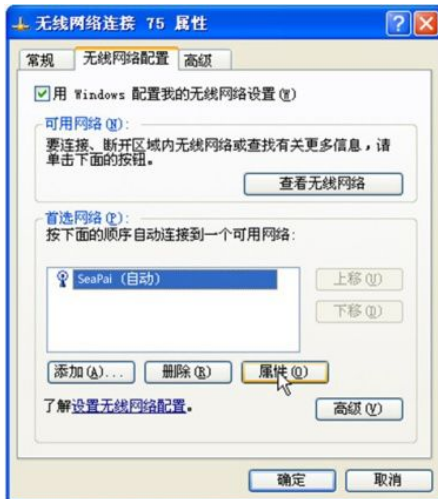 无线网络连接 75 属性
常规 无线网络配置 高级
用 Windows 配置我的无线网络设置(W)
可用网络(N):
要连接、断开区域内无线网络或查找有关更多信息，请
单击下面的按钮。
查看无线网络
首选网络(P):
按下面的顺序自动连接到一个可用网络:
SeaPai (自动)
上移(U)
下移(D)
添加(A)... 删除(R) 属性(O)
了解设置无线网络配置。
高级(V)
确定 取消